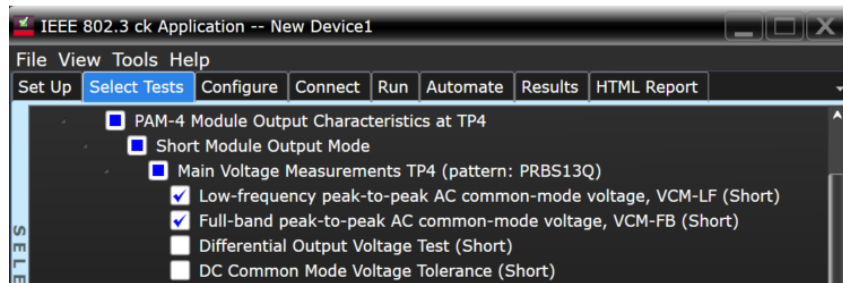 IEEE 802.3 ck Application -- New Device1
File View Tools Help
Set Up Select Tests Configure Connect Run Automate Results HTML Report
PAM-4 Module Output Characteristics at TP4
Short Module Output Mode
Main Voltage Measurements TP4 (pattern: PRBS13Q)
Low-frequency peak-to-peak AC common-mode voltage, VCM-LF (Short)
Full-band peak-to-peak AC common-mode voltage, VCM-FB (Short)
Differential Output Voltage Test (Short)
DC Common Mode Voltage Tolerance (Short)
SELE